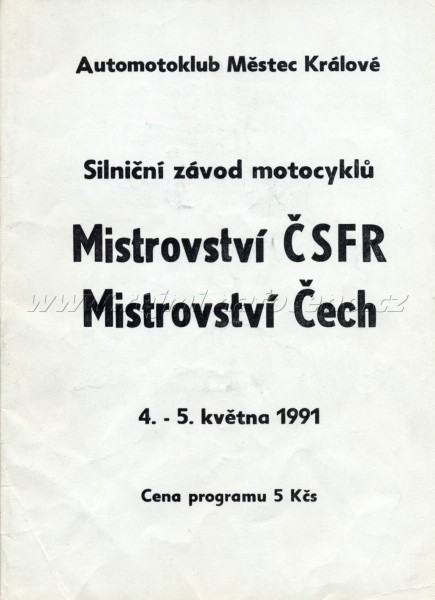 Automotoklub Městec Králové
Silniční závod motocyklů
Mistrovství ČSFR
Mistrovství Čech
4. - 5. května 1991
Cena programu 5 Kčs